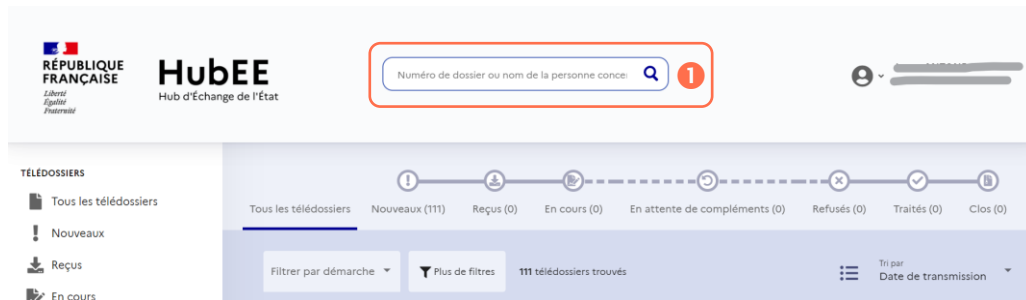 RÉPUBLIQUE
FRANÇAISE
Liberté
Égalité
Fraternité
HubEE
Hub d'Échange de l'État
Numéro de dossier ou nom de la personne conce
1
TÉLÉDOSSIERS
Tous les télédossiers
Nouveaux
Reçus
En cours
Tous les télédossiers Nouveaux (111) Reçus (0) En cours (0) En attente de compléments (0) Refusés (0) Traités (0) Clos (0)
Filtrer par démarche Plus de filtres 111 télédossiers trouvés
Tri par
Date de transmission